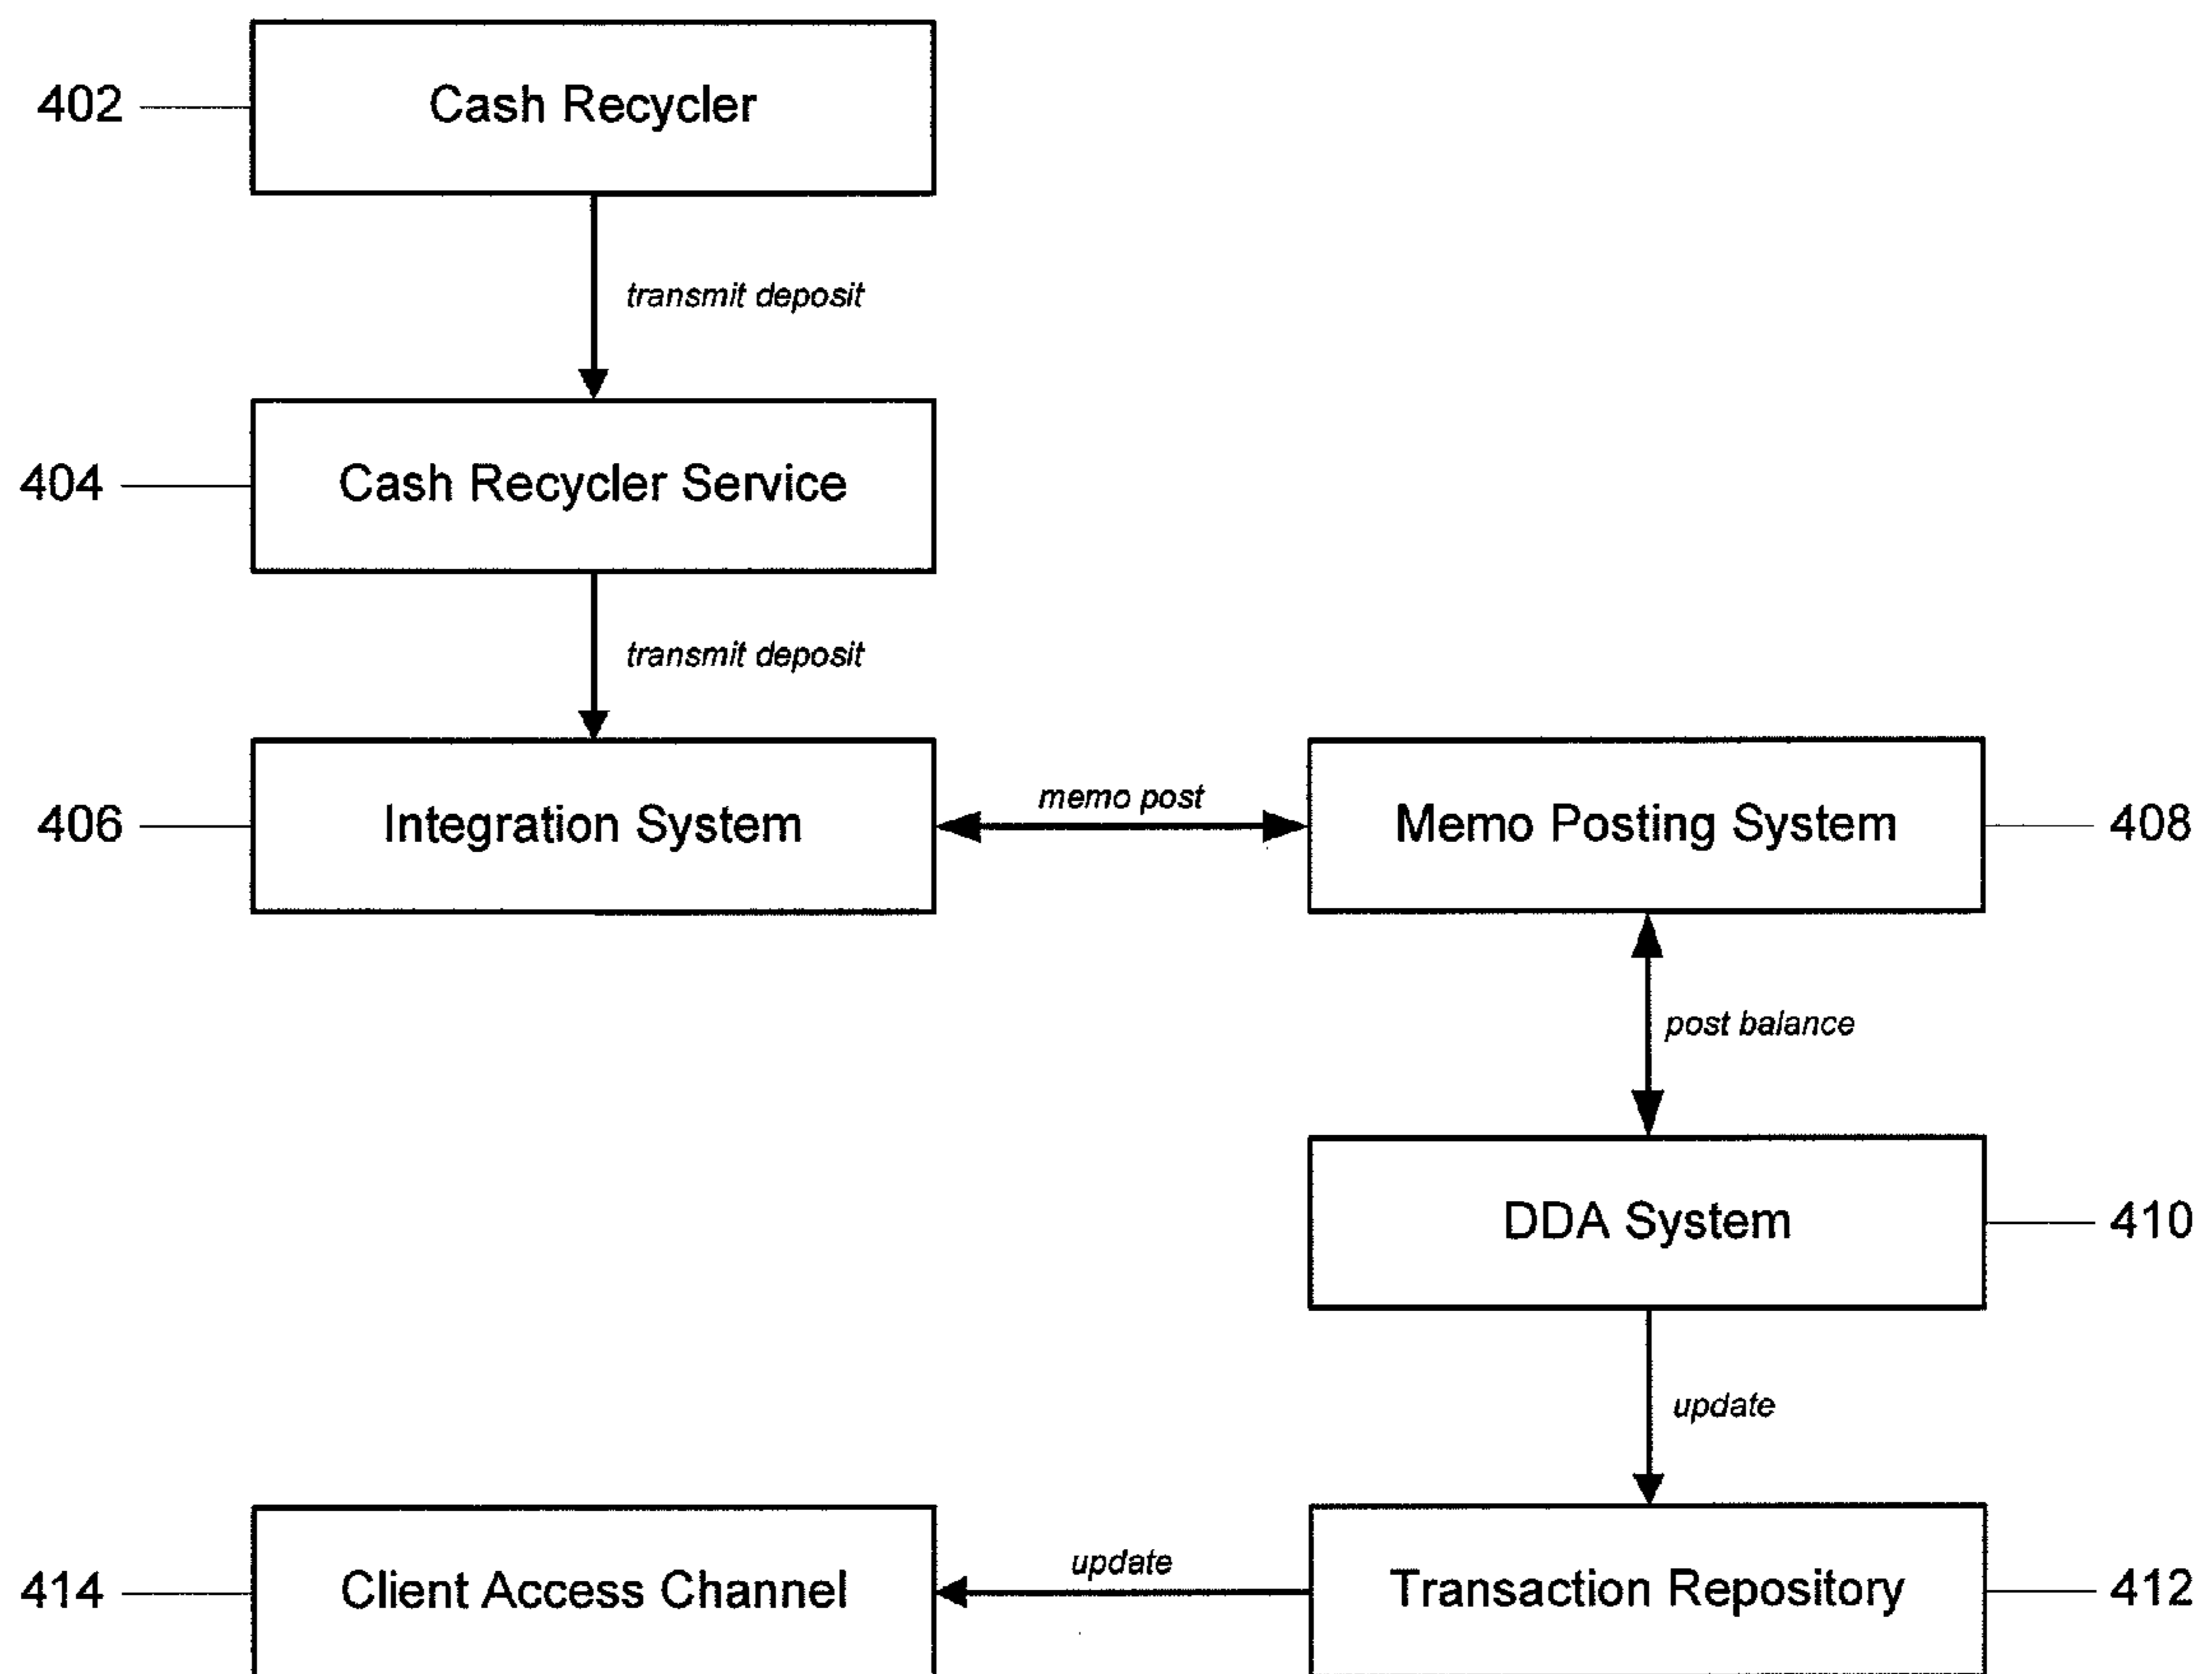 402
Cash Recycler
transmit deposit
404
Cash Recycler Service
transmit deposit
406
Integration System
memo post
Memo Posting System
408
post balance
DDA System
410
update
414
Client Access Channel
update
Transaction Repository
412